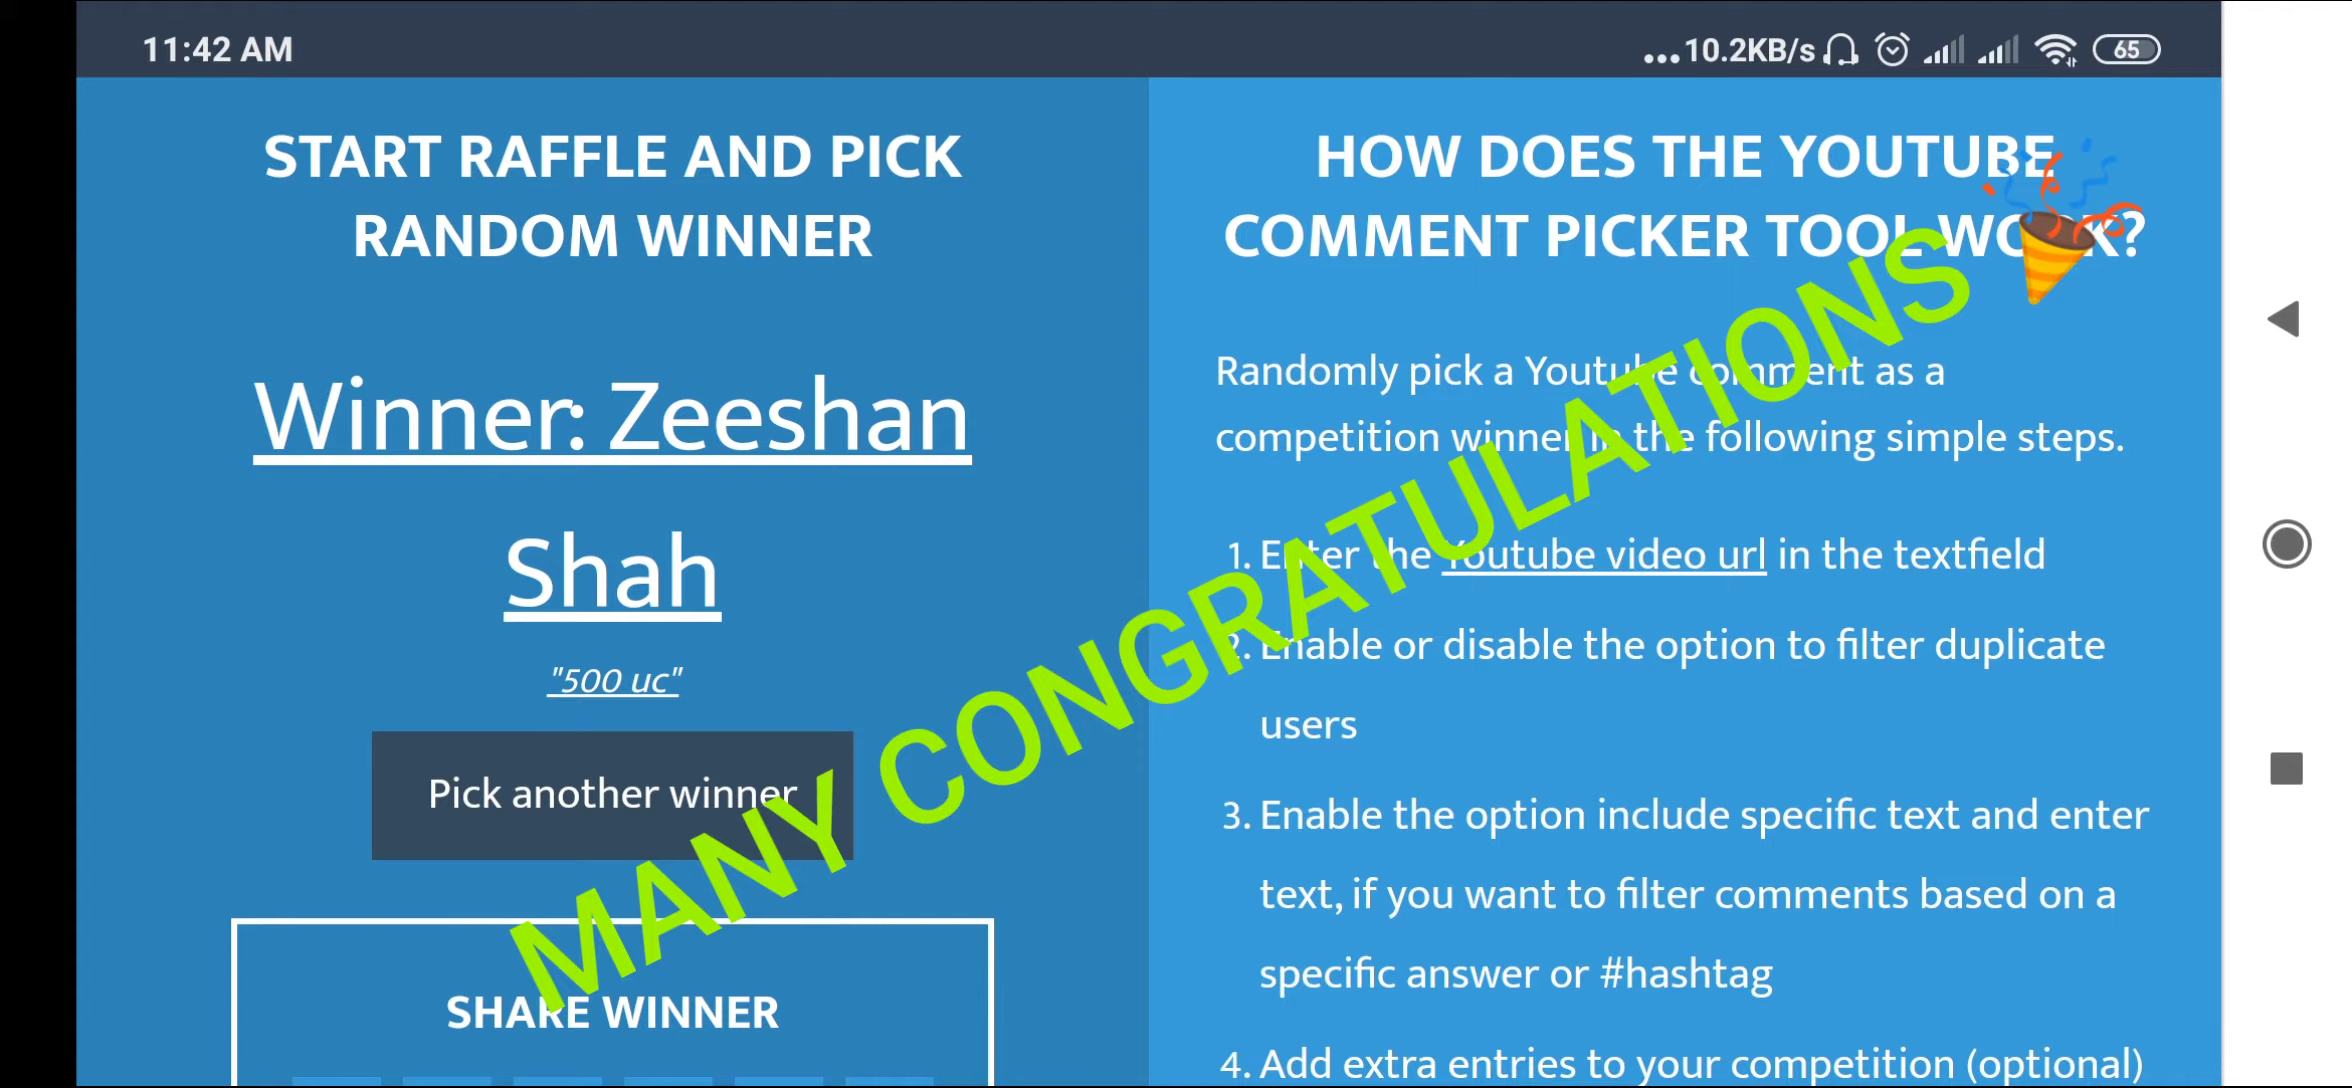 11:42 AM
...10.2KB/s
65
START RAFFLE AND PICK
RANDOM WINNER
Winner: Zeeshan
Shah
"500 uc"
Pick another winner
SHARE WINNER
HOW DOES THE YOUTUBE
COMMENT PICKER TOOL WORK?
Randomly pick a Youtube comment as a
competition winner in the following simple steps.
1. Enter the Youtube video url in the textfield
2. Enable or disable the option to filter duplicate
users
3. Enable the option include specific text and enter
text, if you want to filter comments based on a
specific answer or #hashtag
4. Add extra entries to your competition (optional)
MANY CONGRATULATIONS